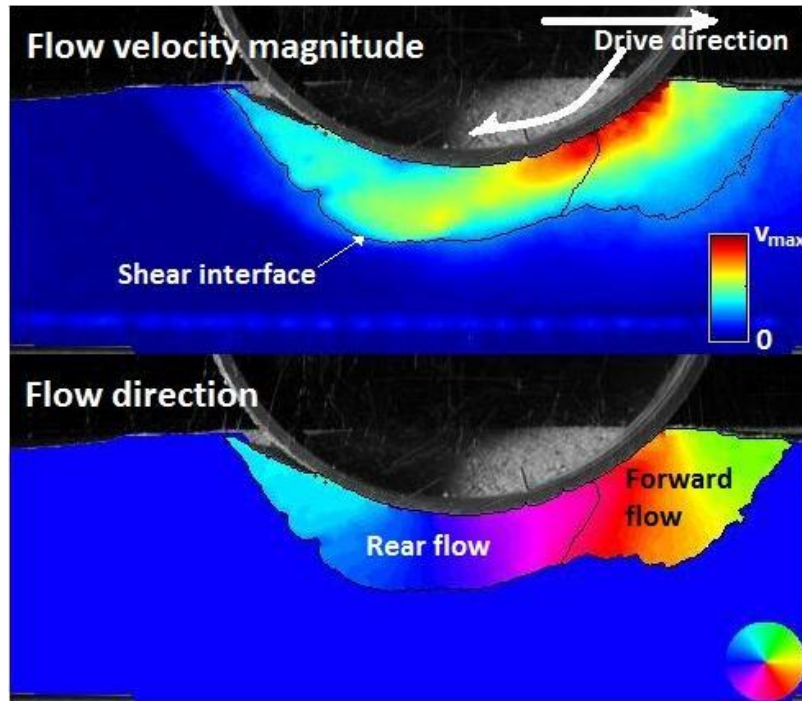 Flow velocity magnitude
Drive direction
Shear interface
vmax
0
Flow direction
Forward
flow
Rear flow